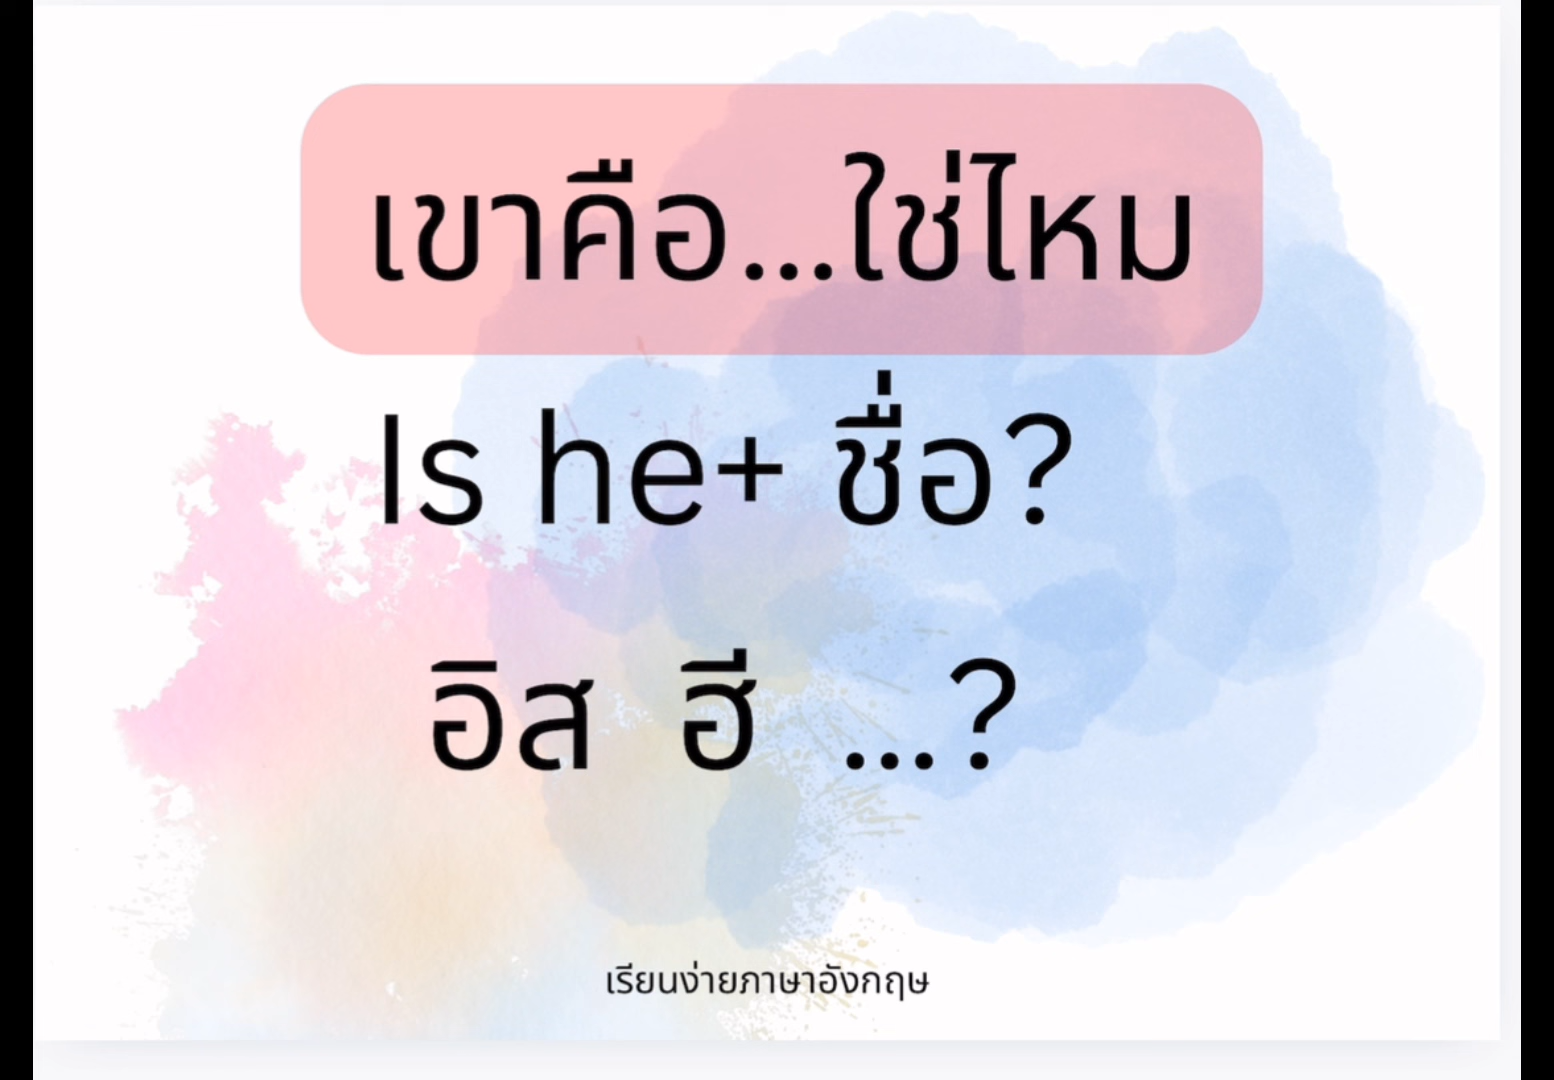 เขาคือ...ใช่ไหม
Is he+ ชื่อ?
อิส ฮี ...?
เรียนง่ายภาษาอังกฤษ